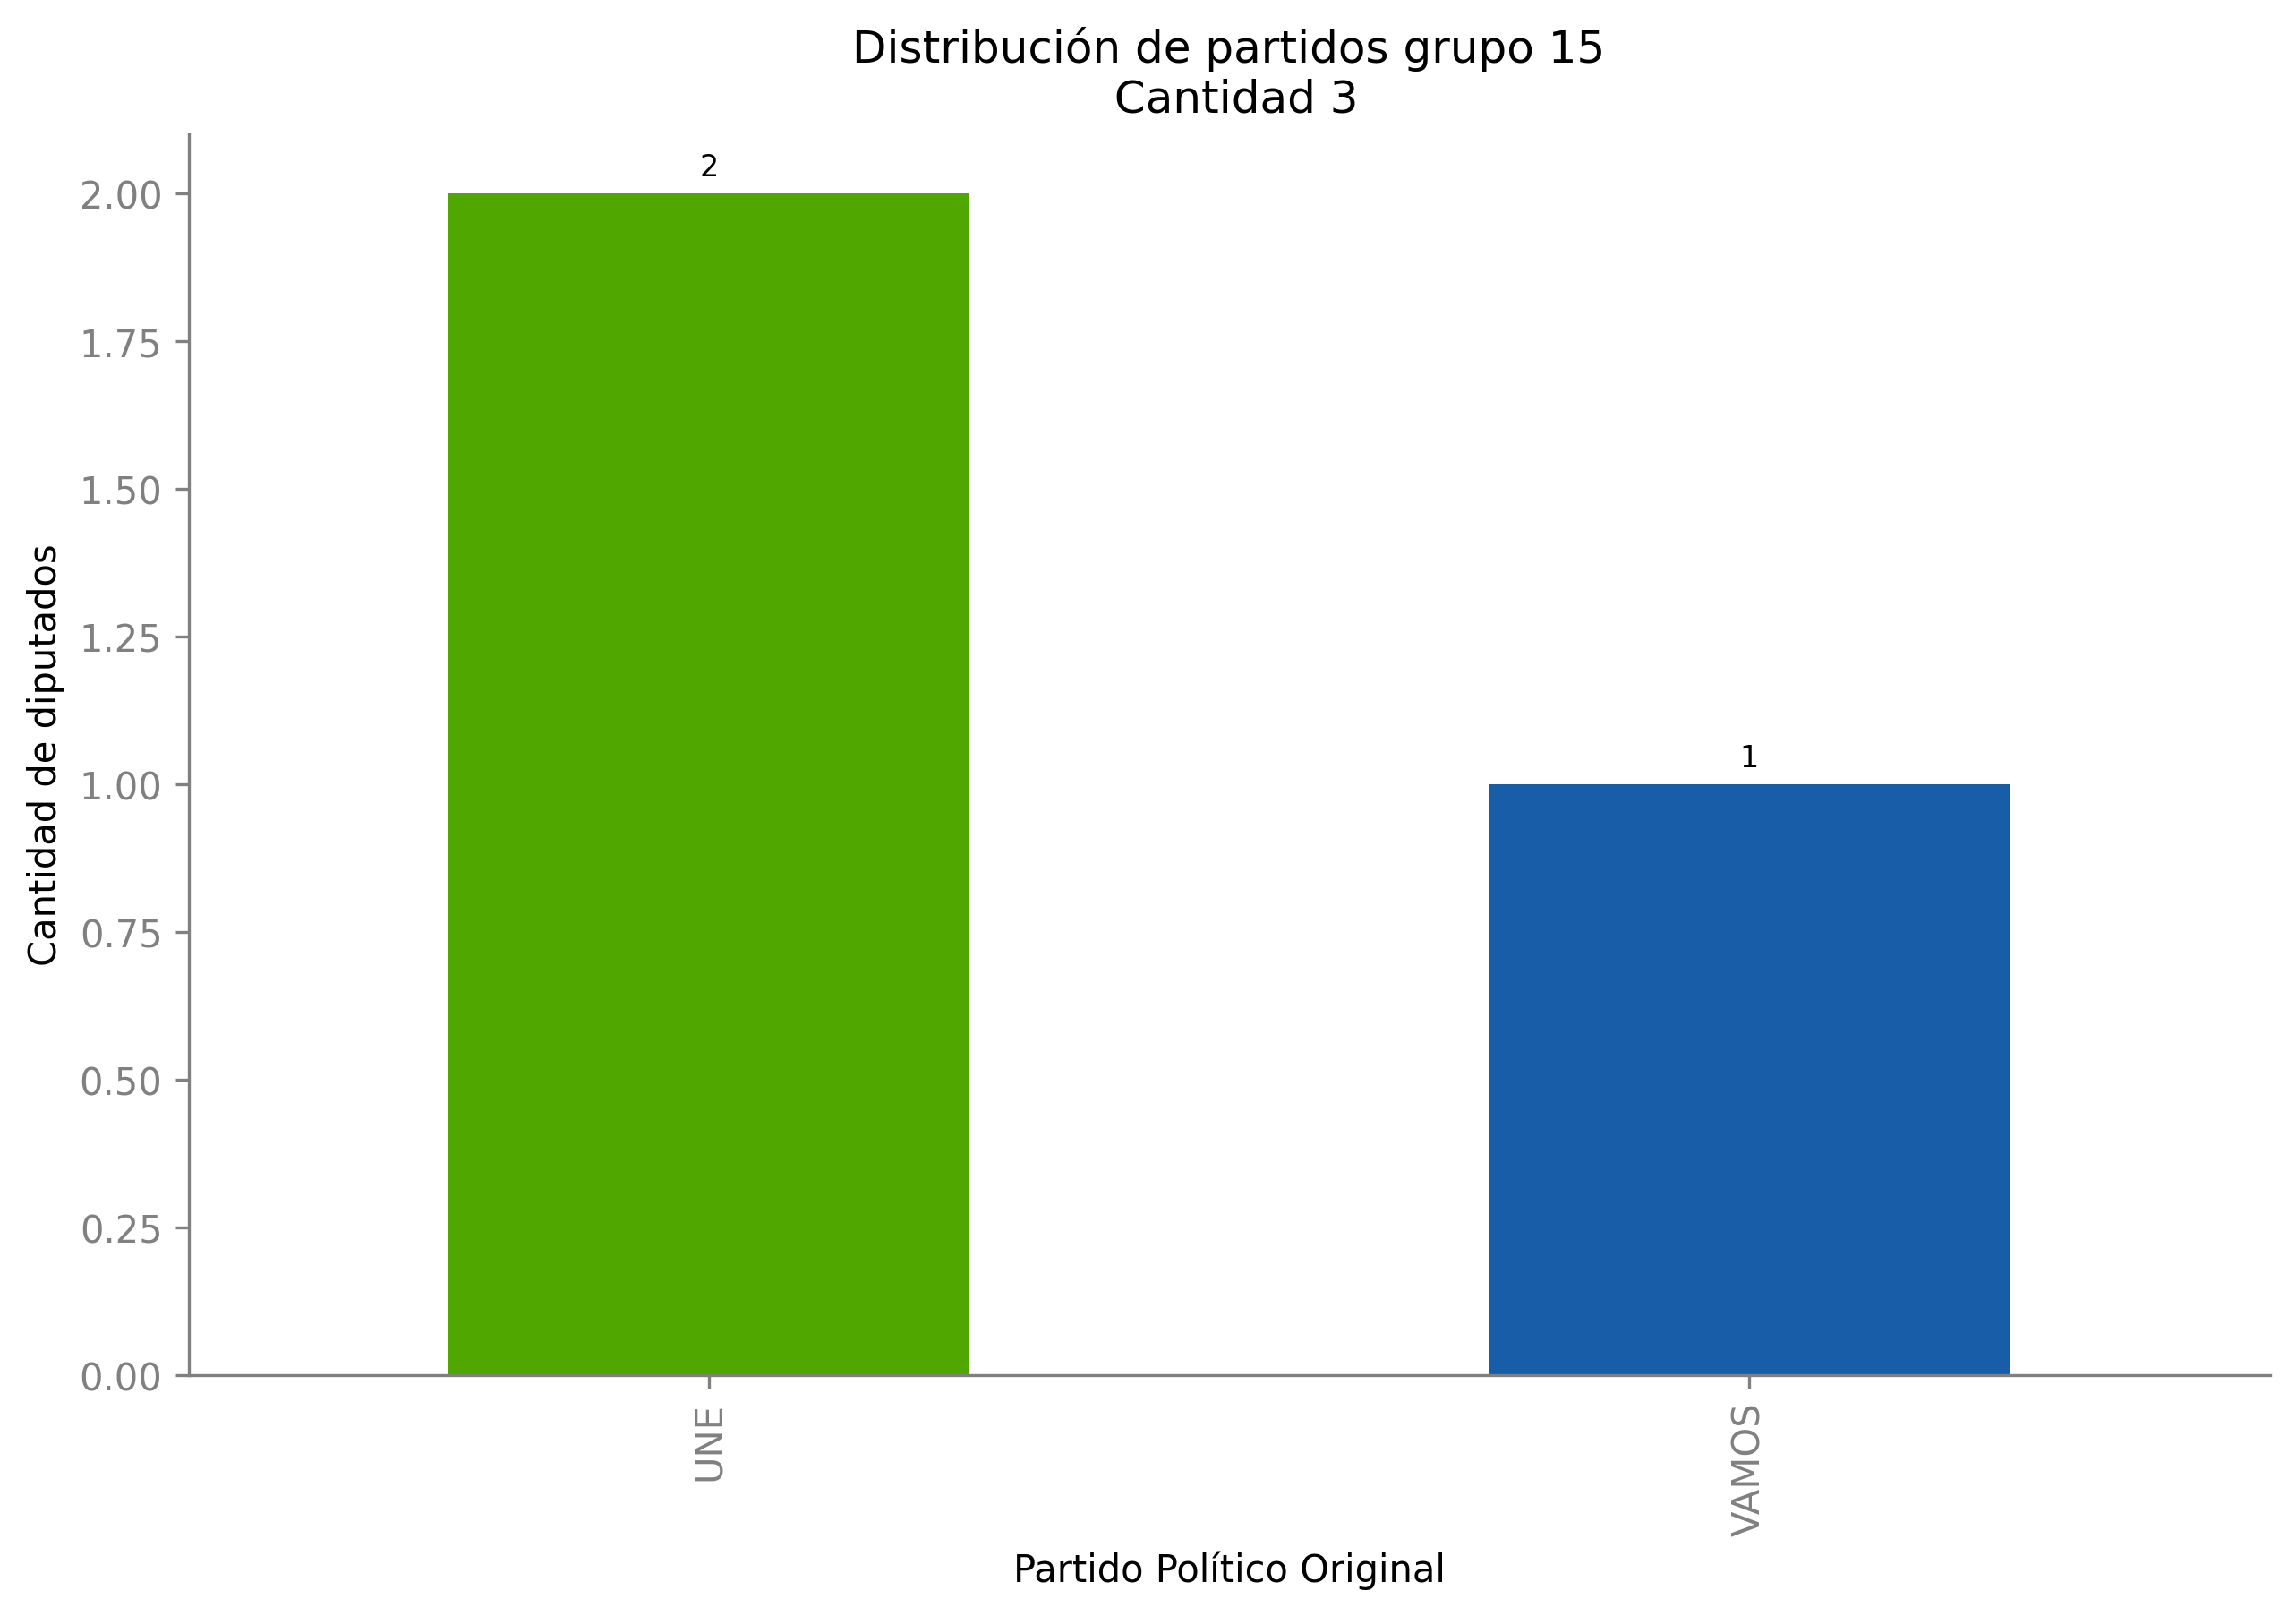 Distribución de partidos grupo 15
Cantidad 3
2
2.00
1.75
1.50
1.25
1
1.00
0.75
0.50
0.25
0.00
Cantidad de diputados
UNE
VAMOS
Partido Político Original